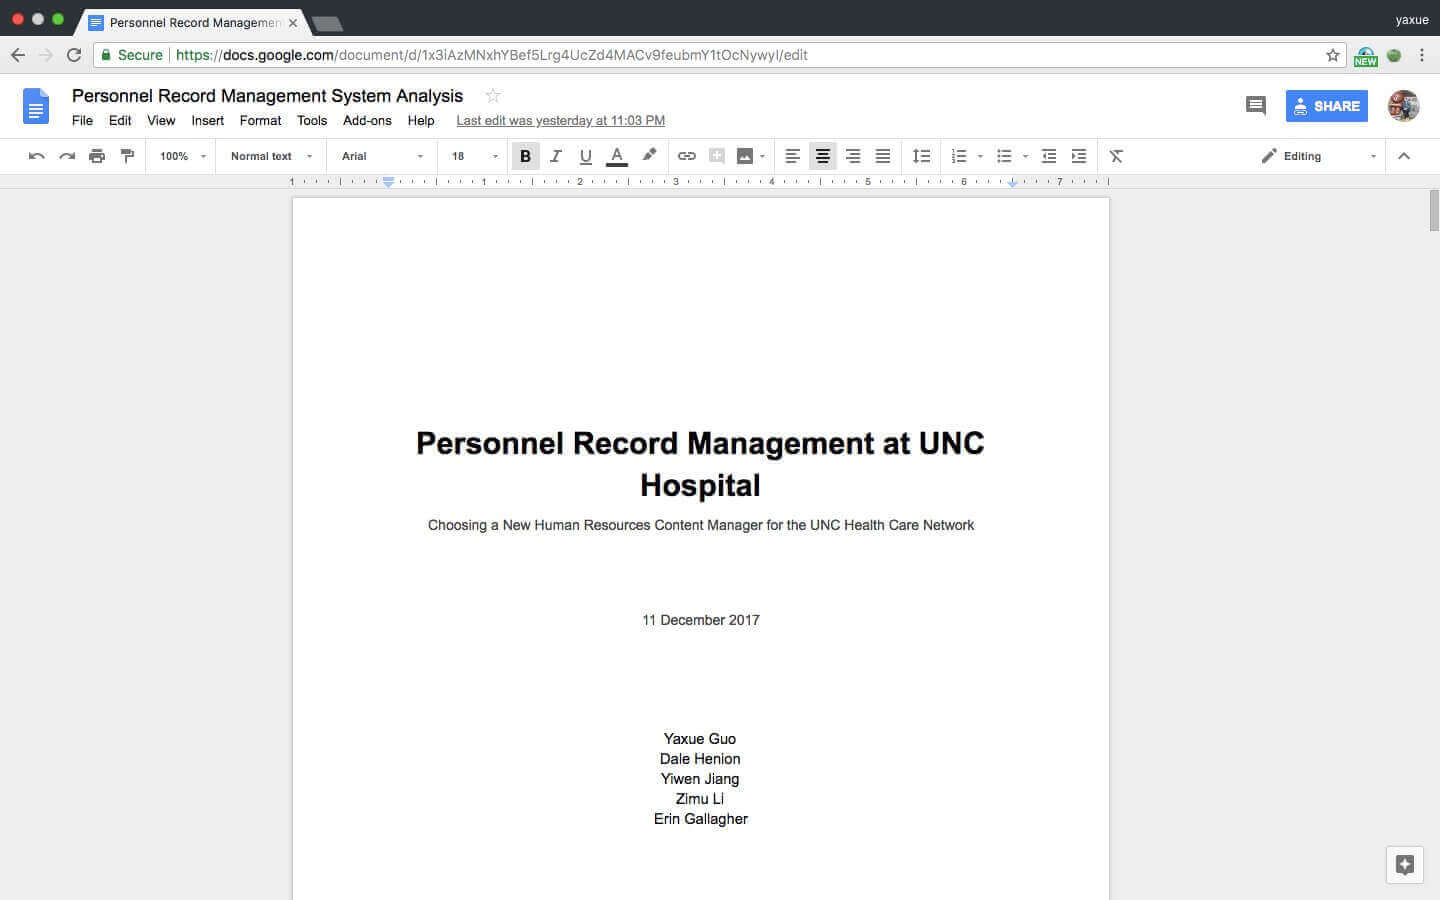 Personnel Record Managemen
yaxue
Secure
https://docs.google.com/document/d/1x3iAzMNxhYBef5Lrg4UcZd4MACv9feubmY1tOcNywyI/edit
NEW
Personnel Record Management System Analysis
SHARE
File Edit View Insert Format Tools Add-ons Help Last edit was yesterday at 11:03 PM
100% Normal text Arial 18 B I U A Editing
1 1 2 3 4 5 6 7
Personnel Record Management at UNC
Hospital
Choosing a New Human Resources Content Manager for the UNC Health Care Network
11 December 2017
Yaxue Guo
Dale Henion
Yiwen Jiang
Zimu Li
Erin Gallagher